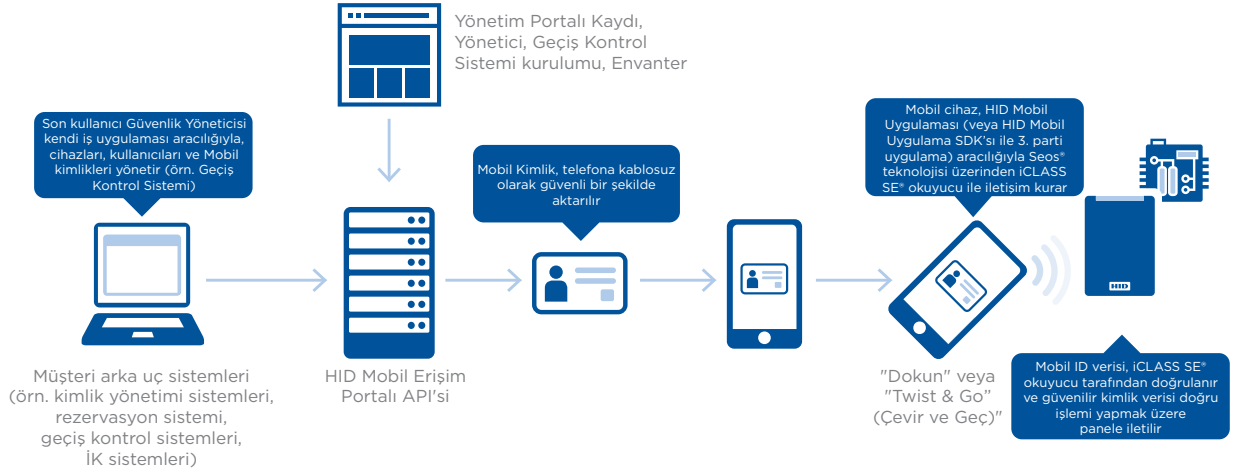 Yönetim Portalı Kaydı,
Yönetici, Geçiş Kontrol
Sistemi kurulumu, Envanter
Son kullanıcı Güvenlik Yöneticisi
kendi iş uygulaması aracılığıyla,
cihazları, kullanıcıları ve Mobil
kimlikleri yönetir (örn. Geçiş
Kontrol Sistemi)
Mobil Kimlik, telefona kablosuz
olarak güvenli bir şekilde
aktarılır
Mobil cihaz, HID Mobil
Uygulaması (veya HID Mobil
Uygulama SDK'sı ile 3. parti
uygulama) aracılığıyla Seos®
teknolojisi üzerinden iCLASS
SE® okuyucu ile iletişim kurar
HID
Müşteri arka uç sistemleri
(örn. kimlik yönetimi sistemleri,
rezervasyon sistemi,
geçiş kontrol sistemleri,
İK sistemleri)
HID Mobil Erişim
Portalı API'si
"Dokun" veya
"Twist & Go"
(Çevir ve Geç)"
Mobil ID verisi, iCLASS SE®
okuyucu tarafından doğrulanır
ve güvenilir kimlik verisi doğru
işlemi yapmak üzere
panele iletilir